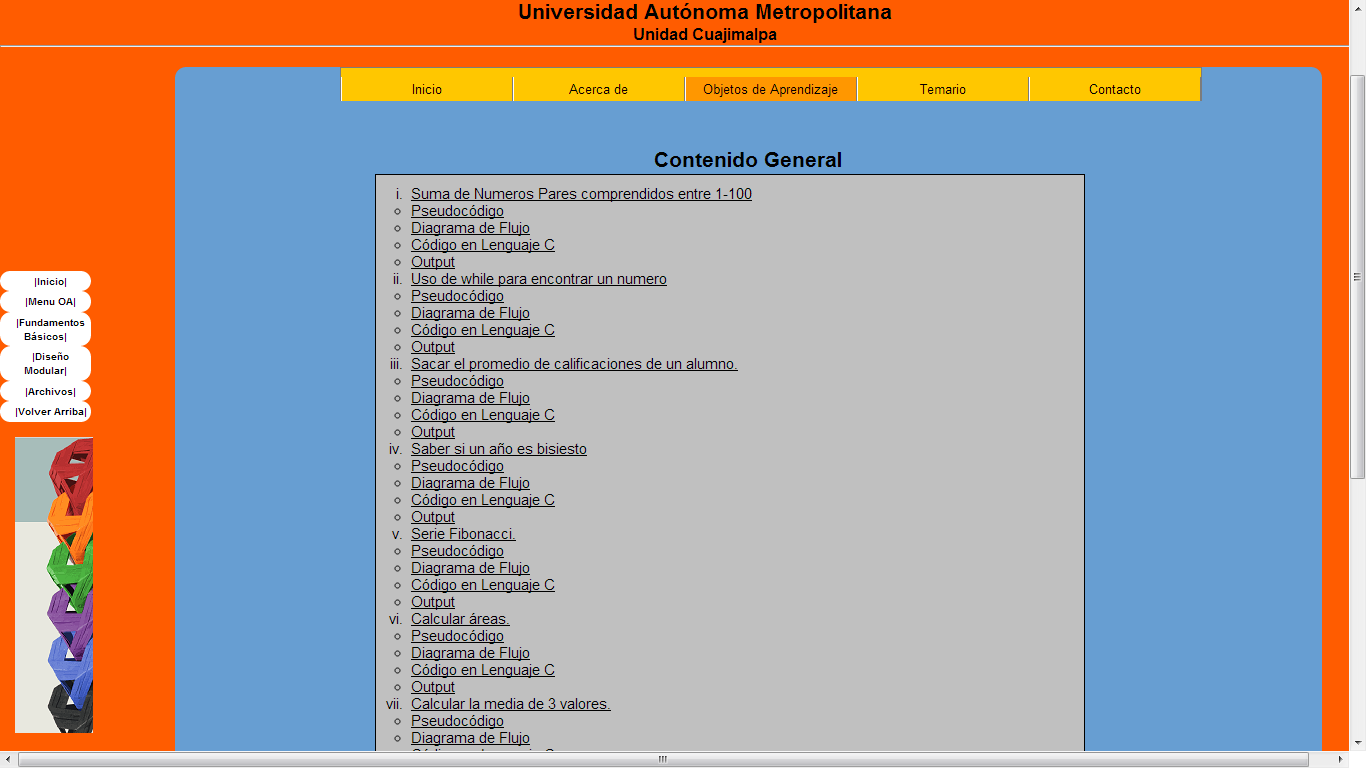 Universidad Autónoma Metropolitana
Unidad Cuajimalpa
Inicio
Acerca de
Objetos de Aprendizaje
Temario
Contacto
|Inicio|
|Menu OA|
|Fundamentos
Básicos|
|Diseño
Modular|
|Archivos|
|Volver Arriba|
Contenido General
i. Suma de Numeros Pares comprendidos entre 1-100
Pseudocódigo
Diagrama de Flujo
Código en Lenguaje C
Output
ii. Uso de while para encontrar un numero
Pseudocódigo
Diagrama de Flujo
Código en Lenguaje C
Output
iii. Sacar el promedio de calificaciones de un alumno.
Pseudocódigo
Diagrama de Flujo
Código en Lenguaje C
Output
iv. Saber si un año es bisiesto
Pseudocódigo
Diagrama de Flujo
Código en Lenguaje C
Output
v. Serie Fibonacci.
Pseudocódigo
Diagrama de Flujo
Código en Lenguaje C
Output
vi. Calcular áreas.
Pseudocódigo
Diagrama de Flujo
Código en Lenguaje C
Output
vii. Calcular la media de 3 valores.
Pseudocódigo
Diagrama de Flujo